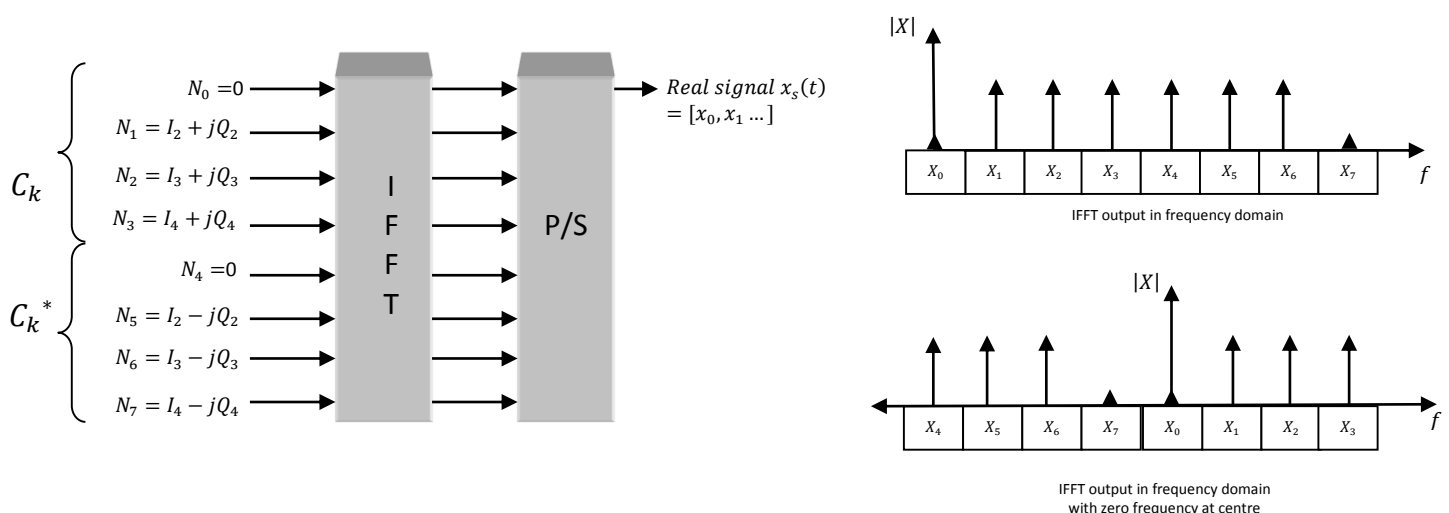 C_k
C_k^*
N_0 =0
N_1 = I_2 + jQ_2
N_2 = I_3 + jQ_3
N_3 = I_4 + jQ_4
N_4 =0
N_5 = I_2 − jQ_2
N_6 = I_3 − jQ_3
N_7 = I_4 − jQ_4
I
F
F
T
P/S
Real signal x_s(t)
= [x_0, x_1 …]
|X|
X_0 X_1 X_2 X_3 X_4 X_5 X_6 X_7
f
IFFT output in frequency domain
|X|
X_4 X_5 X_6 X_7 X_0 X_1 X_2 X_3
f
IFFT output in frequency domain
with zero frequency at centre